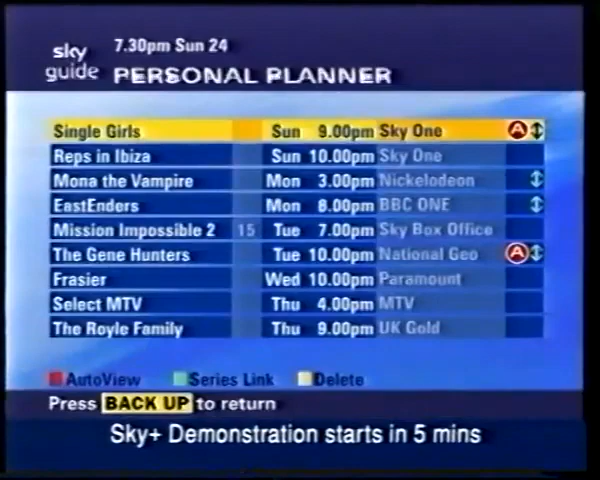 sky guide
7.30pm Sun 24
PERSONAL PLANNER
Single Girls Sun 9.00pm Sky One A
Reps in Ibiza Sun 10.00pm Sky One
Mona the Vampire Mon 3.00pm Nickelodeon
EastEnders Mon 8.00pm BBC ONE
Mission Impossible 2 15 Tue 7.00pm Sky Box Office
The Gene Hunters Tue 10.00pm National Geo A
Frasier Wed 10.00pm Paramount
Select MTV Thu 4.00pm MTV
The Royle Family Thu 9.00pm UK Gold
AutoView Series Link Delete
Press BACK UP to return
Sky+ Demonstration starts in 5 mins